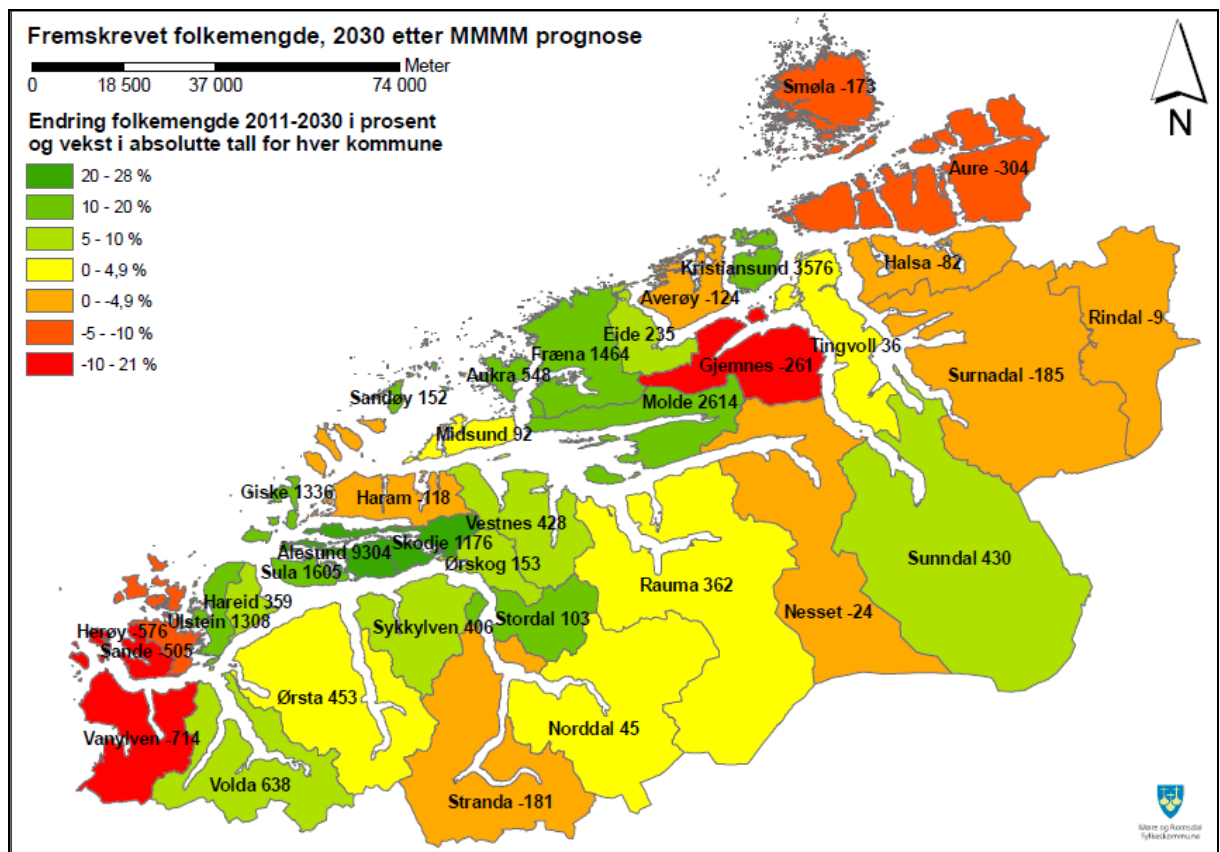 Fremskrevet folkemengde, 2030 etter MMMM prognose
Meter
0 18 500 37 000 74 000
Endring folkemengde 2011-2030 i prosent
og vekst i absolutte tall for hver kommune
20 - 28 %
10 - 20 %
5 - 10 %
0 - 4,9 %
0 - -4,9 %
-5 - -10 %
-10 - 21 %
N
Smøla -173
Aure -304
Halsa -82
Kristiansund 3576
Averøy -124
Rindal -9
Eide 235
Tingvoll 36
Fræna 1464
Gjemnes -261
Aukra 548
Surnadal -185
Sandøy 152
Molde 2614
Midsund 92
Giske 1336
Haram -118
Vestnes 428
Skodje 1176
Ålesund 9304
Ørskog 153
Sunndal 430
Sula 1605
Rauma 362
Hareid 359
Nesset -24
Ulstein 1308
Stordal 103
Sykkylven 406
Herøy -576
Sande -505
Ørsta 453
Norddal 45
Vanylven -714
Volda 638
Stranda -181
Møre og Romsdal
fylkeskommune